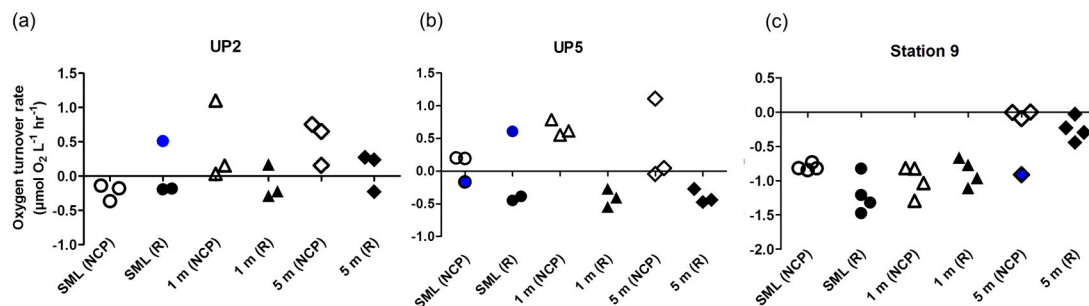 (a)
UP2
Oxygen turnover rate
(μmol O₂ L⁻¹ hr⁻¹)
1.5
1.0
0.5
0.0
-0.5
-1.0
SML (NCP)
SML (R)
1 m (NCP)
1 m (R)
5 m (NCP)
5 m (R)
(b)
UP5
1.5
1.0
0.5
0.0
-0.5
-1.0
SML (NCP)
SML (R)
1 m (NCP)
1 m (R)
5 m (NCP)
5 m (R)
(c)
Station 9
0.5
0.0
-0.5
-1.0
-1.5
-2.0
SML (NCP)
SML (R)
1 m (NCP)
1 m (R)
5 m (NCP)
5 m (R)